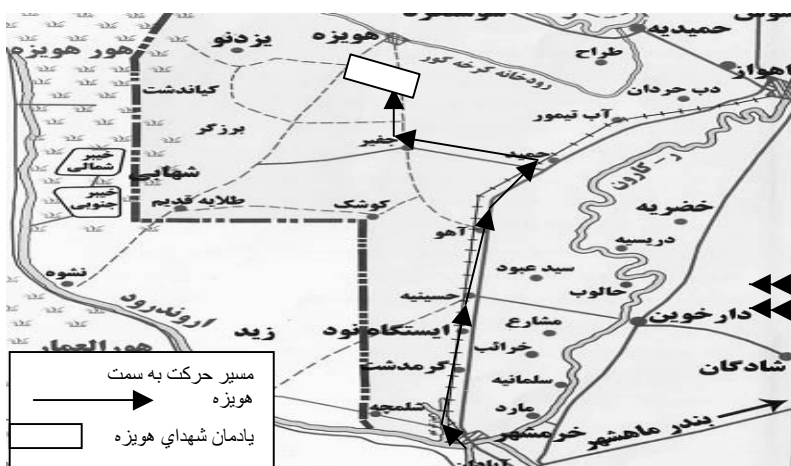 سوسنگرد
حمیدیه
هور هویزه
یزدنو
هویزه
طراح
اهواز
رودخانه کرخه کور
کیاندشت
دب حردان
آب تیمور
برزگر
جفیر
حمید
خیبر شمالی
شهابی
ر-کارون
خیبر جنوبی
طلایه قدیم
کوشک
خضریه
آهو
دریسیه
نشوه
سید عبود
حالوب
حسینیه
اروندرود
زید
ایستگاه نود
مشارع
دارخوین
هورالعمار
خرائب
گرمدشت
شادگان
سلمانیه
شلمچه
مارد
خرمشهر
بندر ماهشهر
آبادان
مسیر حرکت به سمت
هویزه
یادمان شهدای هویزه